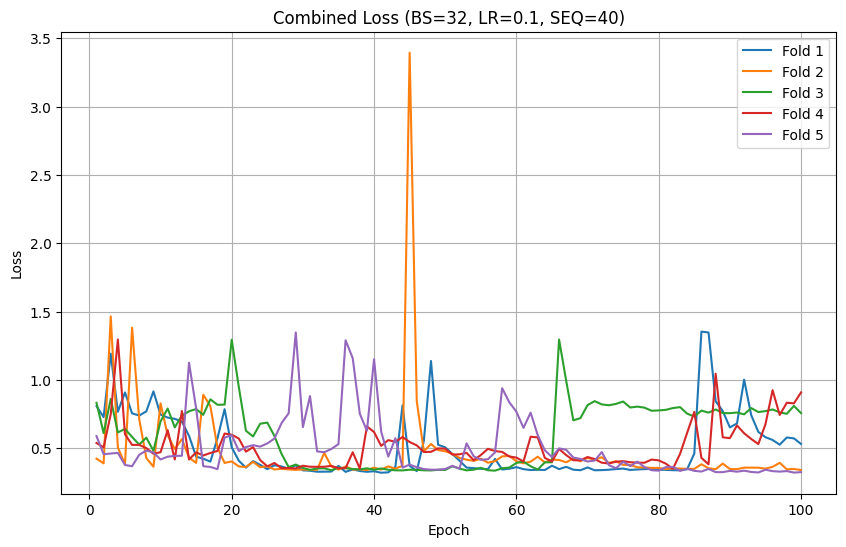 Combined Loss (BS=32, LR=0.1, SEQ=40)
3.5
3.0
2.5
2.0
1.5
1.0
0.5
Loss
0 20 40 60 80 100
Epoch
Fold 1
Fold 2
Fold 3
Fold 4
Fold 5